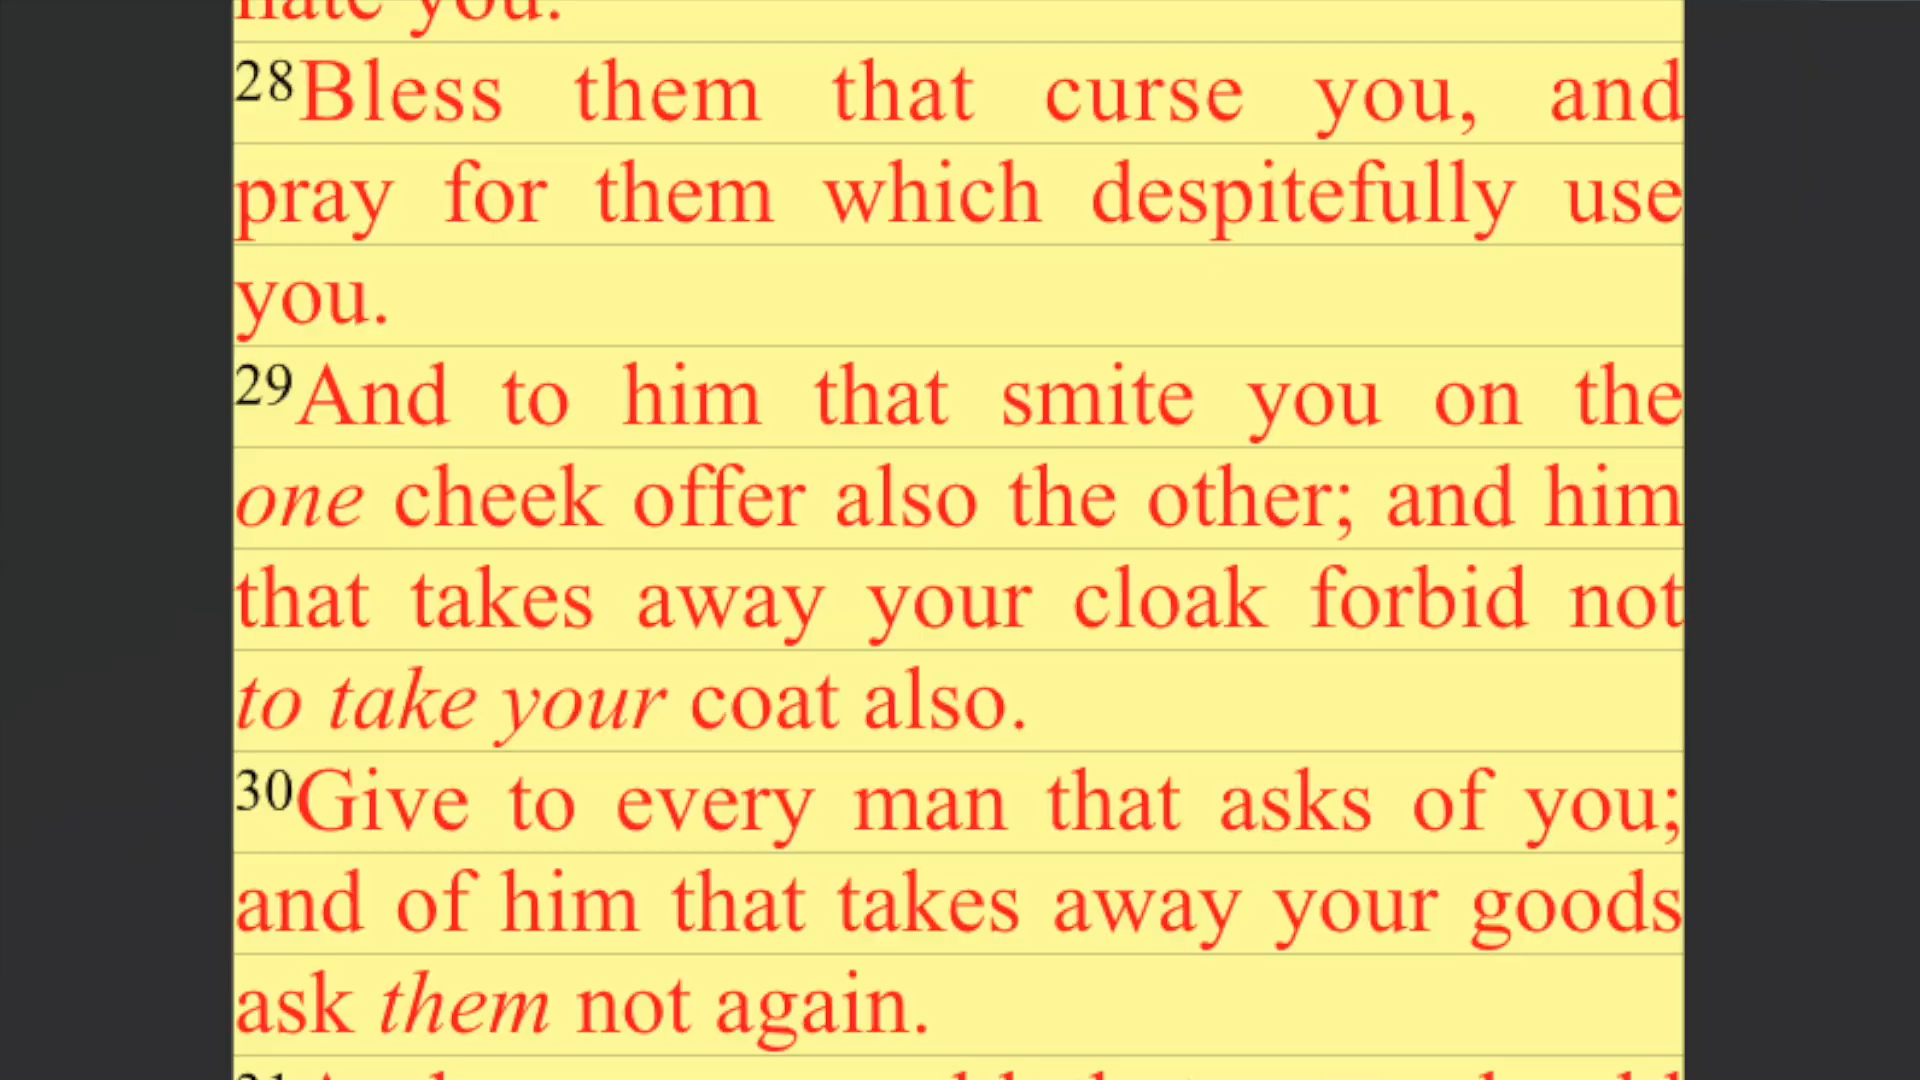 hate you.
28Bless them that curse you, and
pray for them which despitefully use
you.
29And to him that smite you on the
one cheek offer also the other; and him
that takes away your cloak forbid not
to take your coat also.
30Give to every man that asks of you;
and of him that takes away your goods
ask them not again.